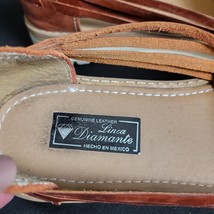 GENUINE LEATHER
Linea
Diamante
HECHO EN MEXICO